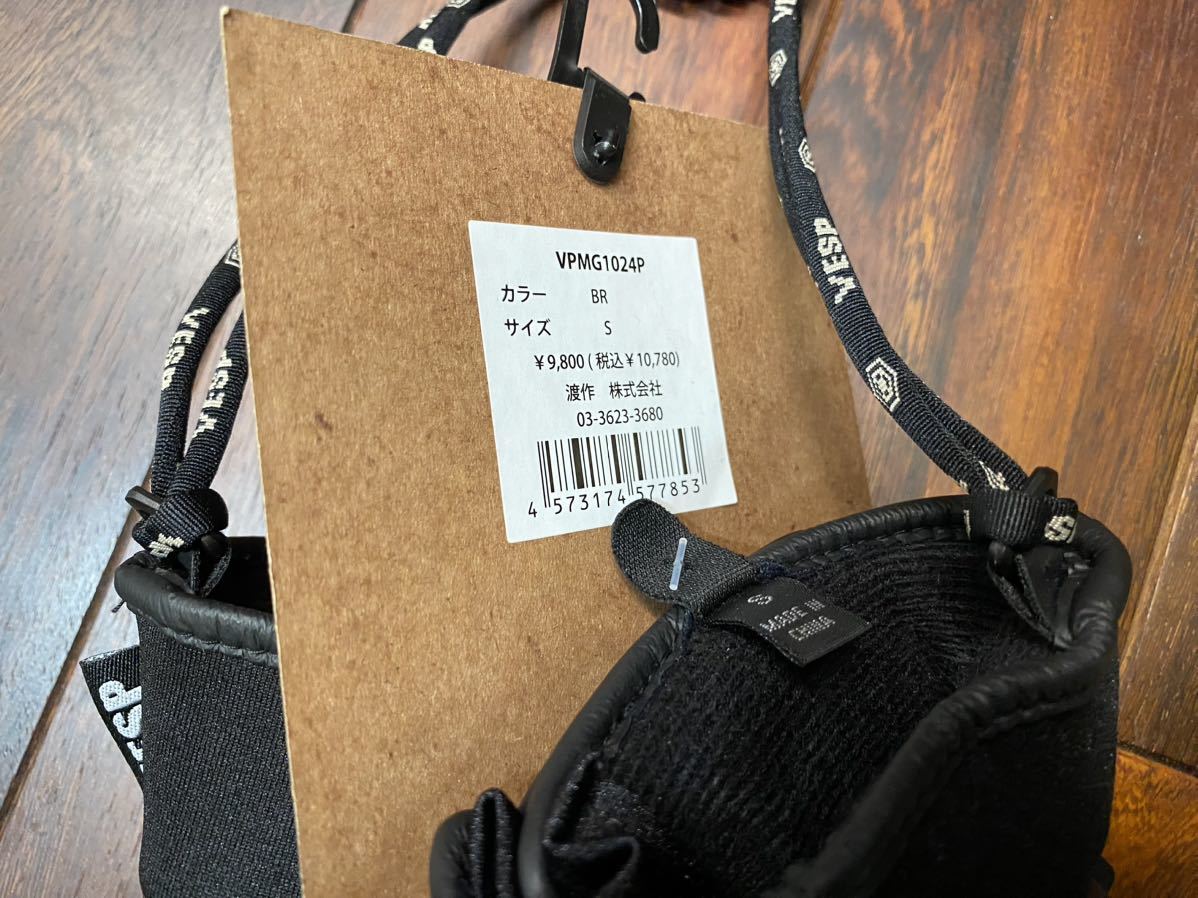 VPMG1024P
カラー BR
サイズ S
￥9,800 ( 税込￥10,780)
渡作 株式会社
03-3623-3680
4 573174 577853
VESP
VESP
VESP
S
MADE IN
CHINA